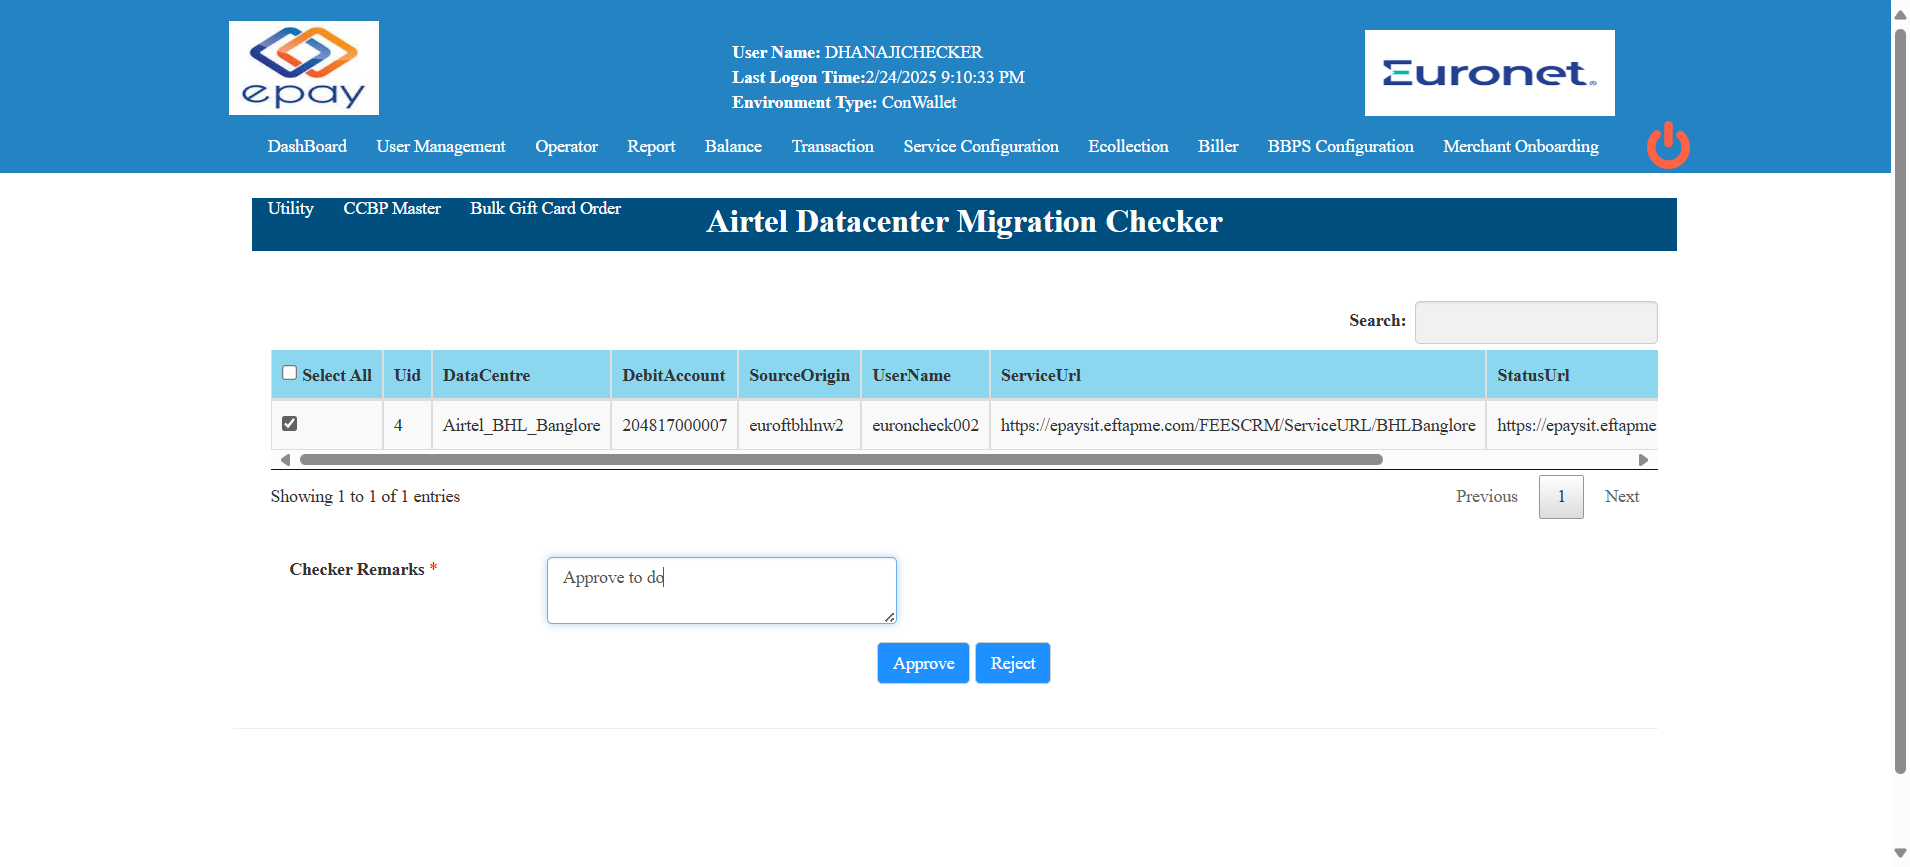 epay
User Name: DHANAJICHECKER
Last Logon Time:2/24/2025 9:10:33 PM
Environment Type: ConWallet
Euronet®
DashBoard User Management Operator Report Balance Transaction Service Configuration Ecollection Biller BBPS Configuration Merchant Onboarding
Utility CCBP Master Bulk Gift Card Order
Airtel Datacenter Migration Checker
Search:
Select All Uid DataCentre DebitAccount SourceOrigin UserName ServiceUrl StatusUrl
4 Airtel_BHL_Banglore 204817000007 euroftbhlnw2 euroncheck002 https://epaysit.eftapme.com/FEESCRM/ServiceURL/BHLBanglore https://epaysit.eftapme
Showing 1 to 1 of 1 entries
Previous 1 Next
Checker Remarks *
Approve to do
Approve Reject